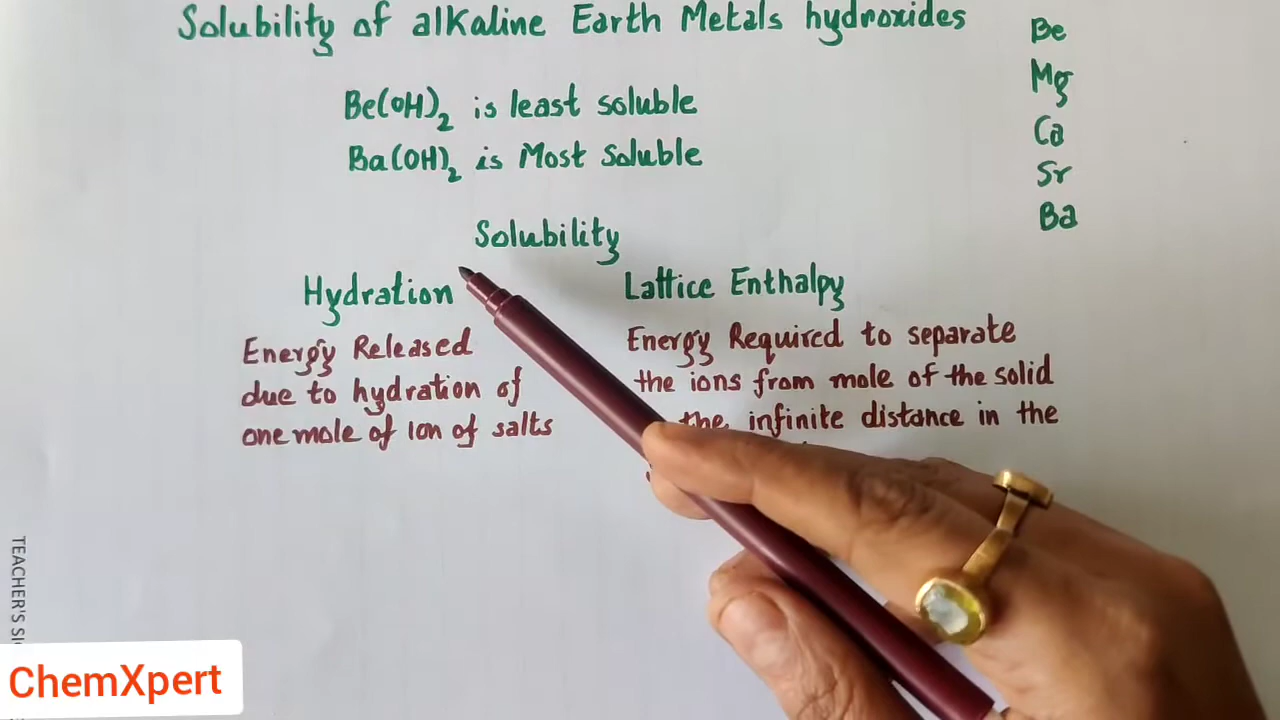 Solubility of alkaline Earth Metals hydroxides
Be(OH)2 is least soluble
Ba(OH)2 is Most Soluble
Be
Mg
Ca
Sr
Ba
Solubility
Hydration
Energy Released
due to hydration of
one mole of Ion of salts
Lattice Enthalpy
Energy Required to separate
the ions from mole of the solid
the infinite distance in the
TEACHER'S
ChemXpert